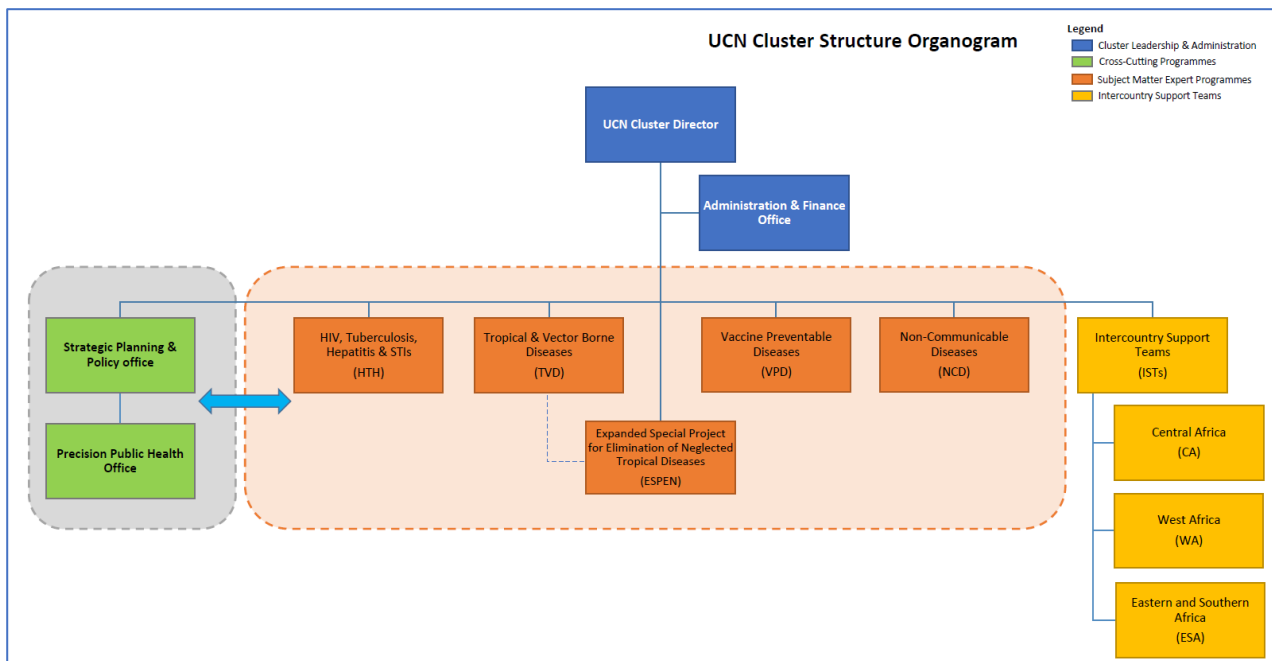 UCN Cluster Structure Organogram
Legend
Cluster Leadership & Administration
Cross-Cutting Programmes
Subject Matter Expert Programmes
Intercountry Support Teams
UCN Cluster Director
Administration & Finance
Office
Strategic Planning &
Policy office
Precision Public Health
Office
HIV, Tuberculosis,
Hepatitis & STIs
(HTH)
Tropical & Vector Borne
Diseases
(TVD)
Expanded Special Project
for Elimination of Neglected
Tropical Diseases
(ESPEN)
Vaccine Preventable
Diseases
(VPD)
Non-Communicable
Diseases
(NCD)
Intercountry Support
Teams
(ISTs)
Central Africa
(CA)
West Africa
(WA)
Eastern and Southern
Africa
(ESA)